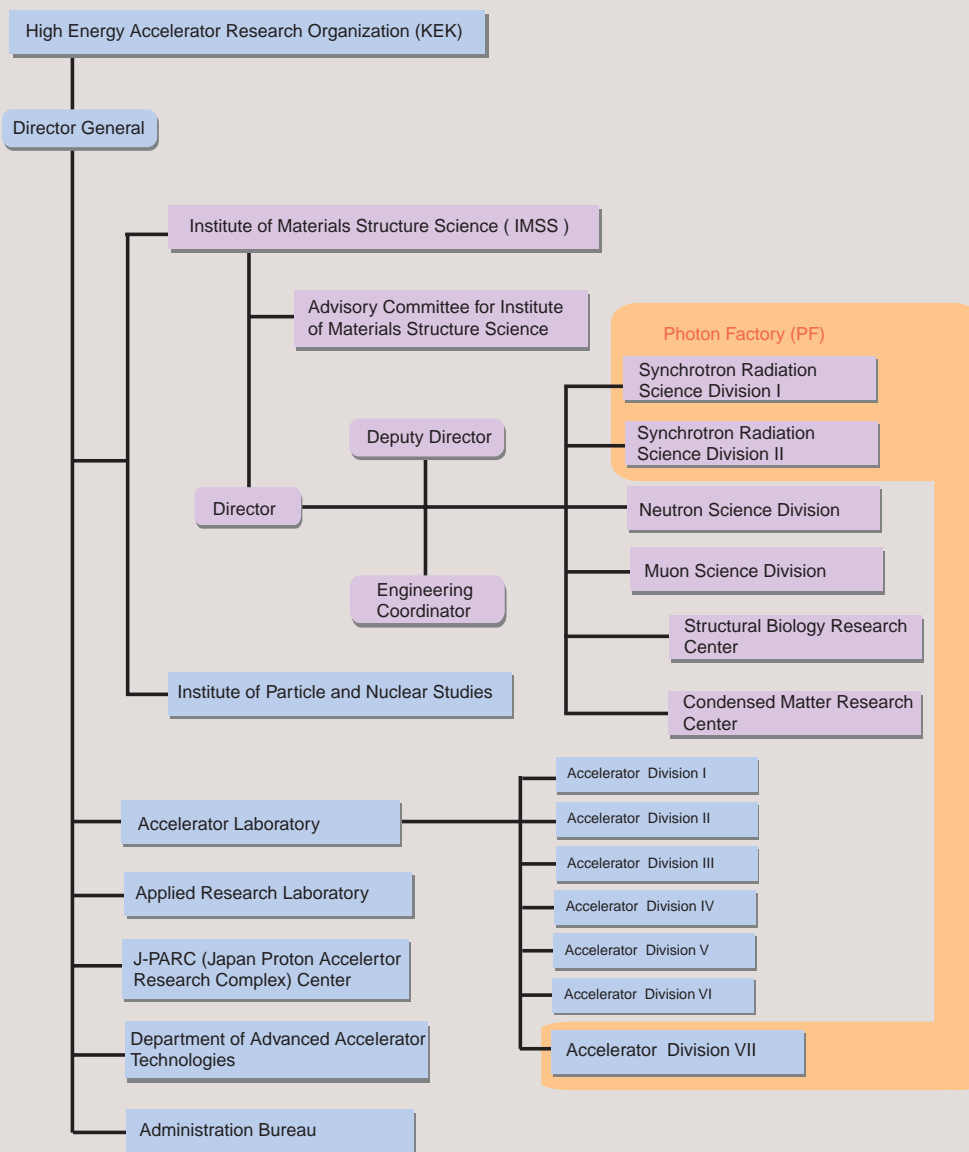 High Energy Accelerator Research Organization (KEK)
Director General
Institute of Materials Structure Science ( IMSS )
Advisory Committee for Institute
of Materials Structure Science
Photon Factory (PF)
Synchrotron Radiation
Science Division I
Synchrotron Radiation
Science Division II
Deputy Director
Director
Neutron Science Division
Muon Science Division
Engineering
Coordinator
Structural Biology Research
Center
Condensed Matter Research
Center
Institute of Particle and Nuclear Studies
Accelerator Laboratory
Accelerator Division I
Accelerator Division II
Accelerator Division III
Accelerator Division IV
Accelerator Division V
Accelerator Division VI
Accelerator Division VII
Applied Research Laboratory
J-PARC (Japan Proton Accelertor
Research Complex) Center
Department of Advanced Accelerator
Technologies
Administration Bureau